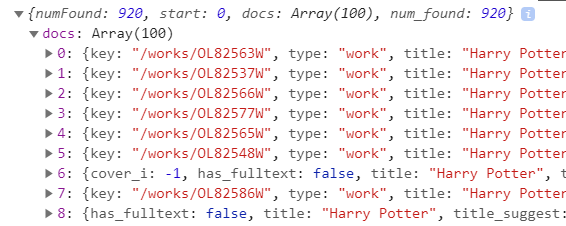 ▼ {numFound: 920, start: 0, docs: Array(100), num_found: 920} i
▼ docs: Array(100)
▶ 0: {key: "/works/OL82563W", type: "work", title: "Harry Potter
▶ 1: {key: "/works/OL82537W", type: "work", title: "Harry Potter
▶ 2: {key: "/works/OL82566W", type: "work", title: "Harry Potter
▶ 3: {key: "/works/OL82577W", type: "work", title: "Harry Potter
▶ 4: {key: "/works/OL82565W", type: "work", title: "Harry Potter
▶ 5: {key: "/works/OL82548W", type: "work", title: "Harry Potter
▶ 6: {cover_i: -1, has_fulltext: false, title: "Harry Potter", t
▶ 7: {key: "/works/OL82586W", type: "work", title: "Harry Potter
▶ 8: {has_fulltext: false, title: "Harry Potter", title_suggest: